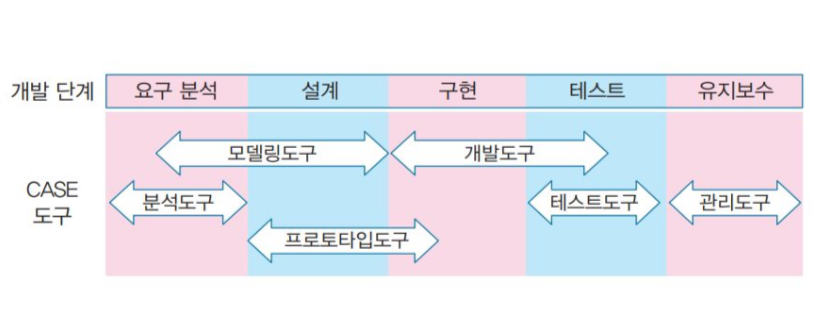 개발 단계 요구 분석 설계 구현 테스트 유지보수
모델링도구 개발도구
CASE
도구
분석도구 테스트도구 관리도구
프로토타입도구